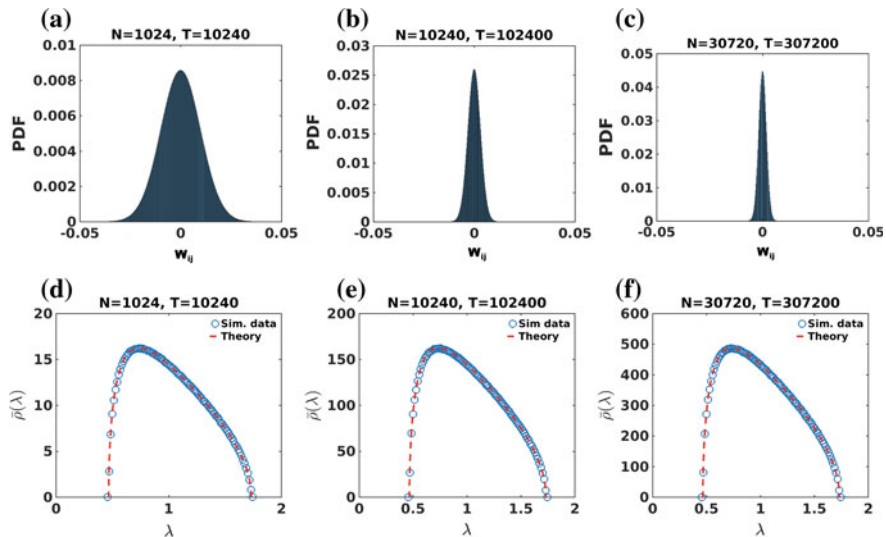 (a)
N=1024, T=10240
PDF
0.01
0.008
0.006
0.004
0.002
0
-0.05
0
0.05
w_ij
(b)
N=10240, T=102400
PDF
0.03
0.025
0.02
0.015
0.01
0.005
0
-0.05
0
0.05
w_ij
(c)
N=30720, T=307200
PDF
0.05
0.04
0.03
0.02
0.01
0
-0.05
0
0.05
w_ij
(d)
N=1024, T=10240
ρ̄(λ)
20
15
10
5
0
Sim. data
Theory
0
1
2
λ
(e)
N=10240, T=102400
ρ̄(λ)
200
150
100
50
0
Sim data
Theory
0
0.5
1
1.5
2
λ
(f)
N=30720, T=307200
ρ̄(λ)
600
500
400
300
200
100
0
Sim. data
Theory
0
0.5
1
1.5
2
λ